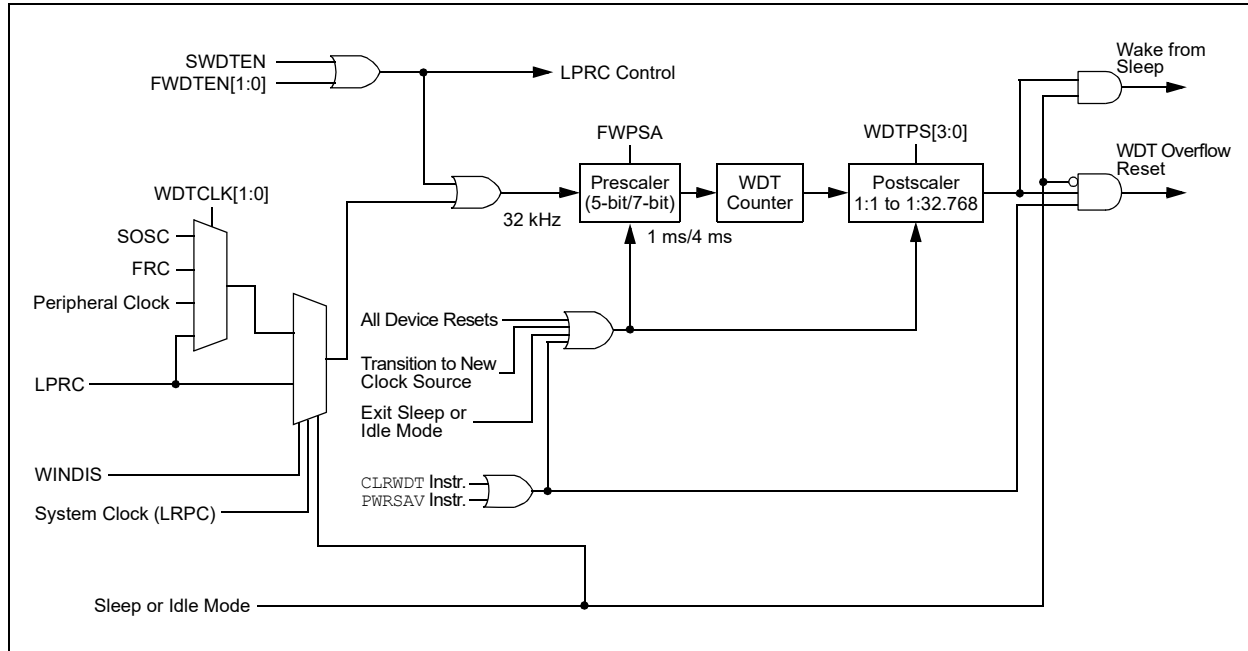 SWDTEN
FWDTEN[1:0]
LPRC Control
Wake from
Sleep
FWPSA
WDTPS[3:0]
WDT Overflow
Reset
Prescaler
(5-bit/7-bit)
WDT
Counter
Postscaler
1:1 to 1:32.768
32 kHz
1 ms/4 ms
WDTCLK[1:0]
SOSC
FRC
Peripheral Clock
LPRC
All Device Resets
Transition to New
Clock Source
Exit Sleep or
Idle Mode
WINDIS
CLRWDT Instr.
PWRSAV Instr.
System Clock (LRPC)
Sleep or Idle Mode